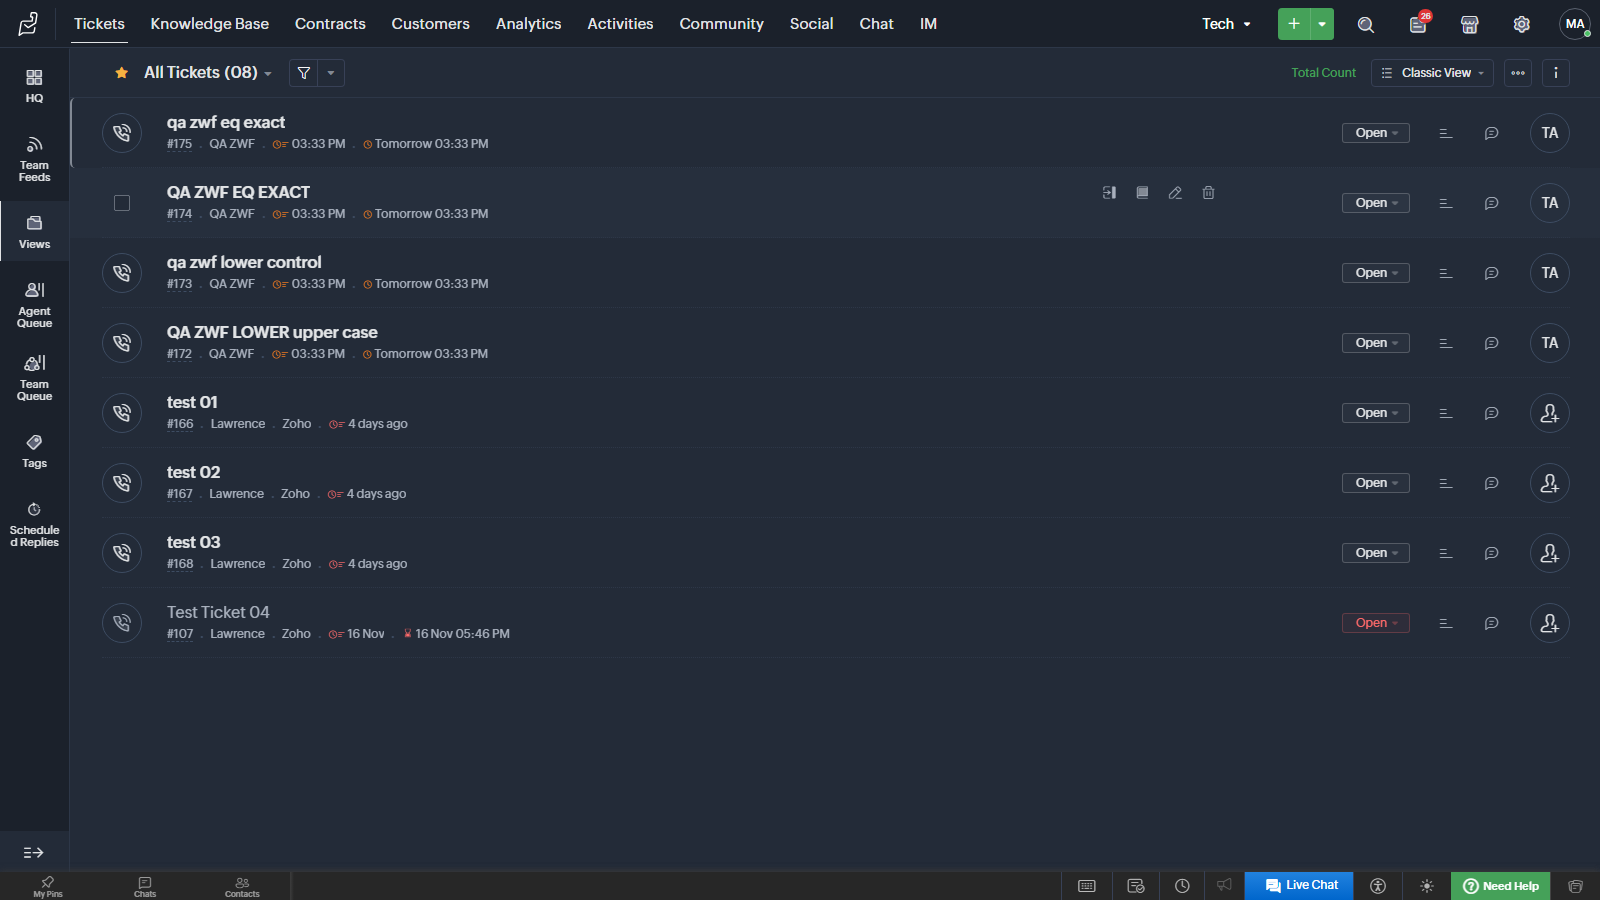 Tickets Knowledge Base Contracts Customers Analytics Activities Community Social Chat IM Tech 26 MA
HQ
Team
Feeds
Views
Agent
Queue
Team
Queue
Tags
Schedule
d Replies
All Tickets (08) Total Count Classic View
qa zwf eq exact
#175 . QA ZWF . 03:33 PM . Tomorrow 03:33 PM Open TA
QA ZWF EQ EXACT
#174 . QA ZWF . 03:33 PM . Tomorrow 03:33 PM Open TA
qa zwf lower control
#173 . QA ZWF . 03:33 PM . Tomorrow 03:33 PM Open TA
QA ZWF LOWER upper case
#172 . QA ZWF . 03:33 PM . Tomorrow 03:33 PM Open TA
test 01
#166 . Lawrence . Zoho . 4 days ago Open
test 02
#167 . Lawrence . Zoho . 4 days ago Open
test 03
#168 . Lawrence . Zoho . 4 days ago Open
Test Ticket 04
#107 . Lawrence . Zoho . 16 Nov . 16 Nov 05:46 PM Open
My Pins Chats Contacts Live Chat Need Help